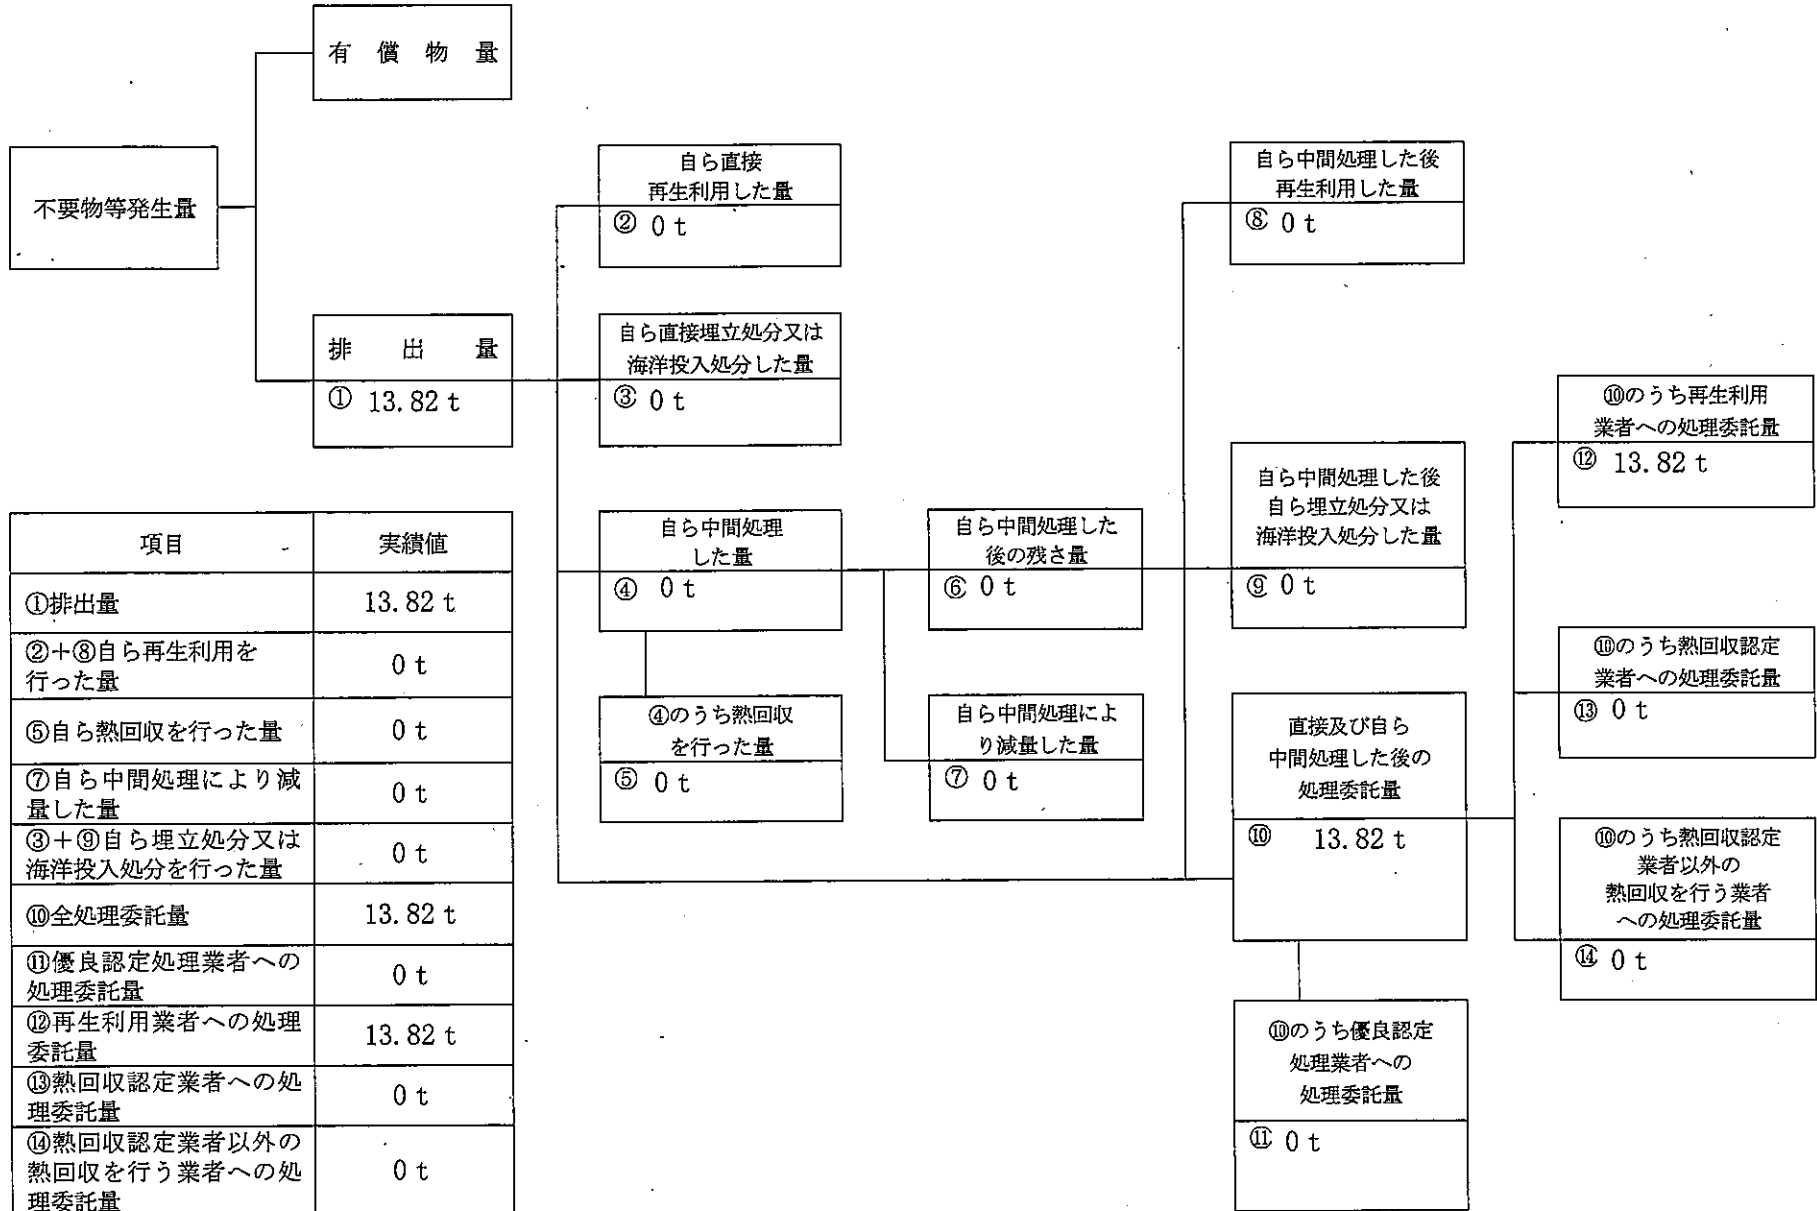 有償物量
不要物等発生量
排出量
① 13.82 t
自ら直接
再生利用した量
② 0 t
自ら直接埋立処分又は
海洋投入処分した量
③ 0 t
自ら中間処理
した量
④ 0 t
④のうち熱回収
を行った量
⑤ 0 t
自ら中間処理した
後の残さ量
⑥ 0 t
自ら中間処理によ
り減量した量
⑦ 0 t
自ら中間処理した後
再生利用した量
⑧ 0 t
自ら中間処理した後
自ら埋立処分又は
海洋投入処分した量
⑨ 0 t
直接及び自ら
中間処理した後の
処理委託量
⑩ 13.82 t
⑩のうち優良認定
処理業者への
処理委託量
⑪ 0 t
⑩のうち再生利用
業者への処理委託量
⑫ 13.82 t
⑩のうち熱回収認定
業者への処理委託量
⑬ 0 t
⑩のうち熱回収認定
業者以外の
熱回収を行う業者
への処理委託量
⑭ 0 t
項目 実績値
①排出量 13.82 t
②+⑧自ら再生利用を
行った量 0 t
⑤自ら熱回収を行った量 0 t
⑦自ら中間処理により減
量した量 0 t
③+⑨自ら埋立処分又は
海洋投入処分を行った量 0 t
⑩全処理委託量 13.82 t
⑪優良認定処理業者への
処理委託量 0 t
⑫再生利用業者への処理
委託量 13.82 t
⑬熱回収認定業者への処
理委託量 0 t
⑭熱回収認定業者以外の
熱回収を行う業者への処
理委託量 0 t